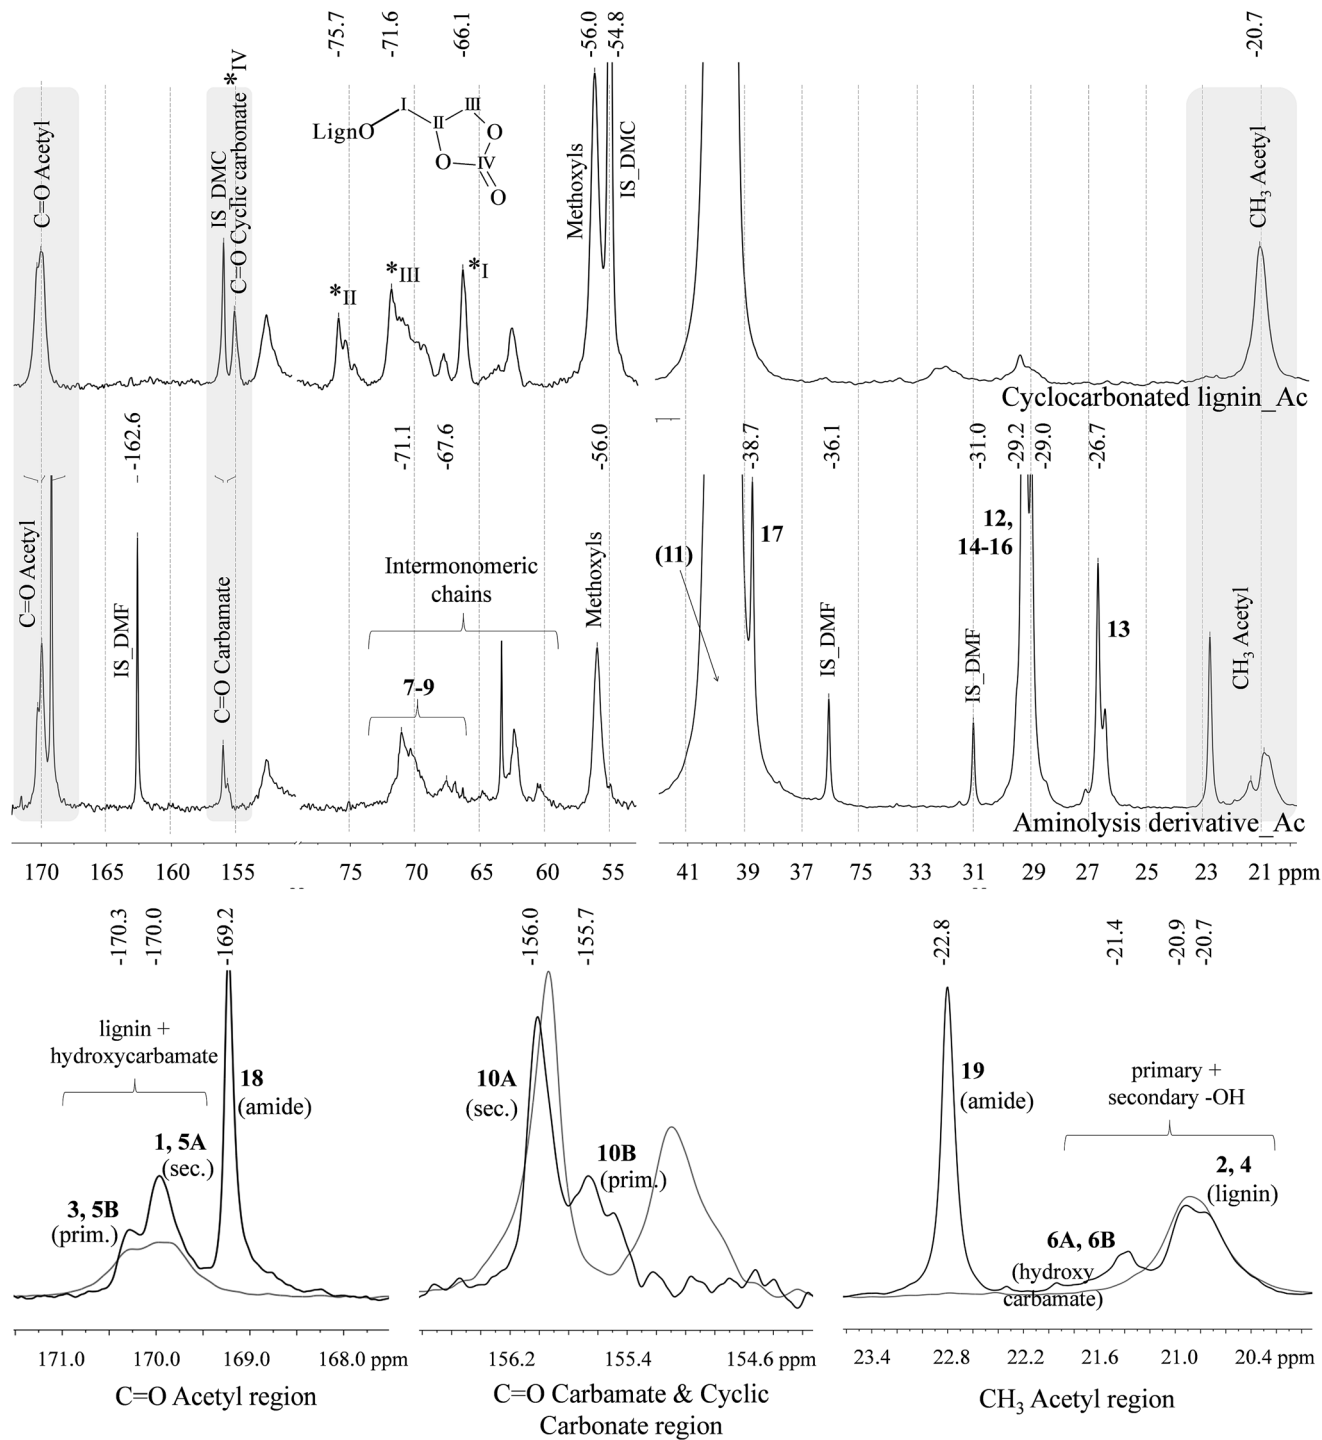 -75.7
-71.6
-66.1
-56.0
-54.8
-20.7
C=O Acetyl
IS_DMC
C=O Cyclic carbonate *IV
LignO
I
II
III
O
O
IV
O
*II
*III
*I
Methoxyls
IS_DMC
CH3 Acetyl
Cyclocarbonated lignin_Ac
-162.6
-71.1
-67.6
-56.0
-38.7
-36.1
-31.0
-29.2
-29.0
-26.7
C=O Acetyl
IS_DMF
C=O Carbamate
Intermonomeric
chains
7-9
Methoxyls
(11)
17
IS_DMF
IS_DMF
12,
14-16
13
CH3 Acetyl
Aminolysis derivative_Ac
170 165 160 155 75 70 65 60 55 41 39 37 35 33 31 29 27 25 23 21 ppm
-170.3
-170.0
-169.2
-156.0
-155.7
-22.8
-21.4
-20.9
-20.7
lignin +
hydroxycarbamate
18
(amide)
1, 5A
(sec.)
3, 5B
(prim.)
171.0 170.0 169.0 168.0 ppm
C=O Acetyl region
10A
(sec.)
10B
(prim.)
156.2 155.4 154.6 ppm
C=O Carbamate & Cyclic
Carbonate region
19
(amide)
primary +
secondary -OH
2, 4
(lignin)
6A, 6B
(hydroxy
carbamate)
23.4 22.8 22.2 21.6 21.0 20.4 ppm
CH3 Acetyl region